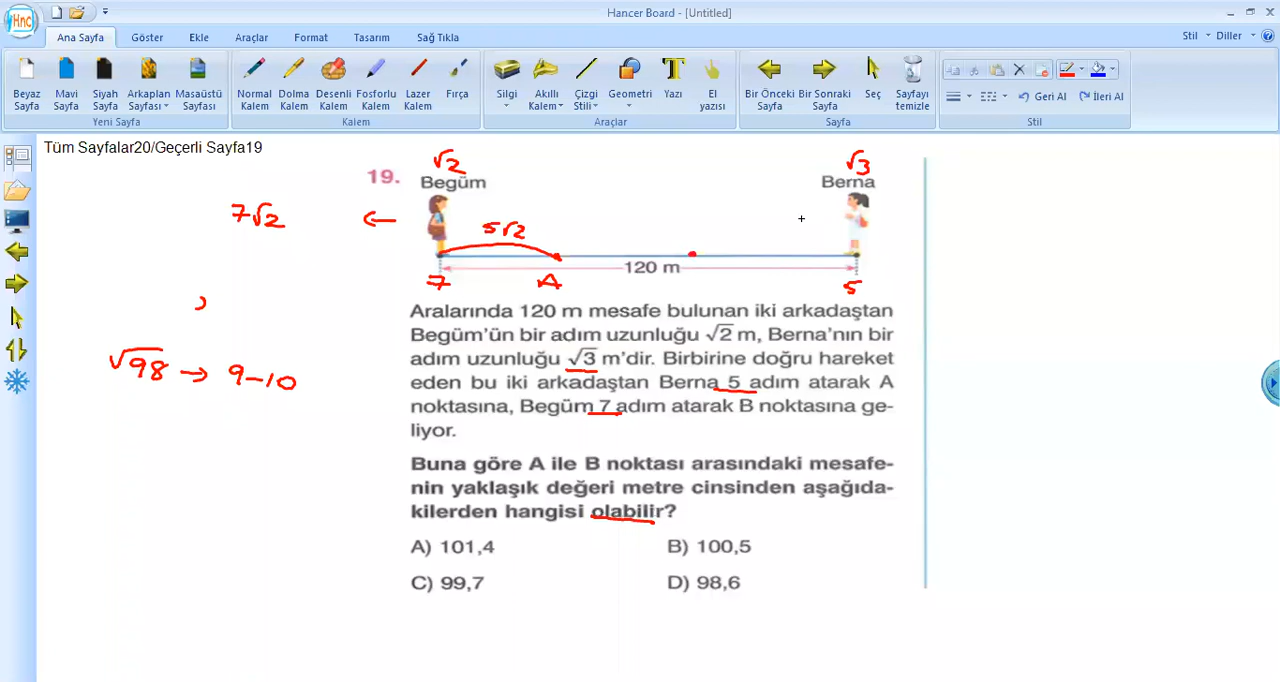 Hancer Board - [Untitled]
Hnc
Ana Sayfa Göster Ekle Araçlar Format Tasarım Sağ Tıkla
Stil Diller
Beyaz Sayfa
Mavi Sayfa
Siyah Sayfa
Arkaplan Sayfası
Masaüstü Sayfası
Yeni Sayfa
Normal Kalem
Dolma Kalem
Desenli Kalem
Fosforlu Kalem
Lazer Kalem
Fırça
Kalem
Silgi
Akıllı Kalem
Çizgi Stili
Geometri
Yazı
El yazısı
Araçlar
Bir Önceki Sayfa
Bir Sonraki Sayfa
Seç
Sayfayı temizle
Sayfa
Geri Al İleri Al
Stil
Tüm Sayfalar20/Geçerli Sayfa19
√2 √3
19. Begüm Berna
7√2 ← 5√2
120 m
7 A 5
Aralarında 120 m mesafe bulunan iki arkadaştan
Begüm'ün bir adım uzunluğu √2 m, Berna'nın bir
adım uzunluğu √3 m'dir. Birbirine doğru hareket
eden bu iki arkadaştan Berna 5 adım atarak A
noktasına, Begüm 7 adım atarak B noktasına ge-
liyor.
√98 → 9-10
Buna göre A ile B noktası arasındaki mesafe-
nin yaklaşık değeri metre cinsinden aşağıda-
kilerden hangisi olabilir?
A) 101,4 B) 100,5
C) 99,7 D) 98,6